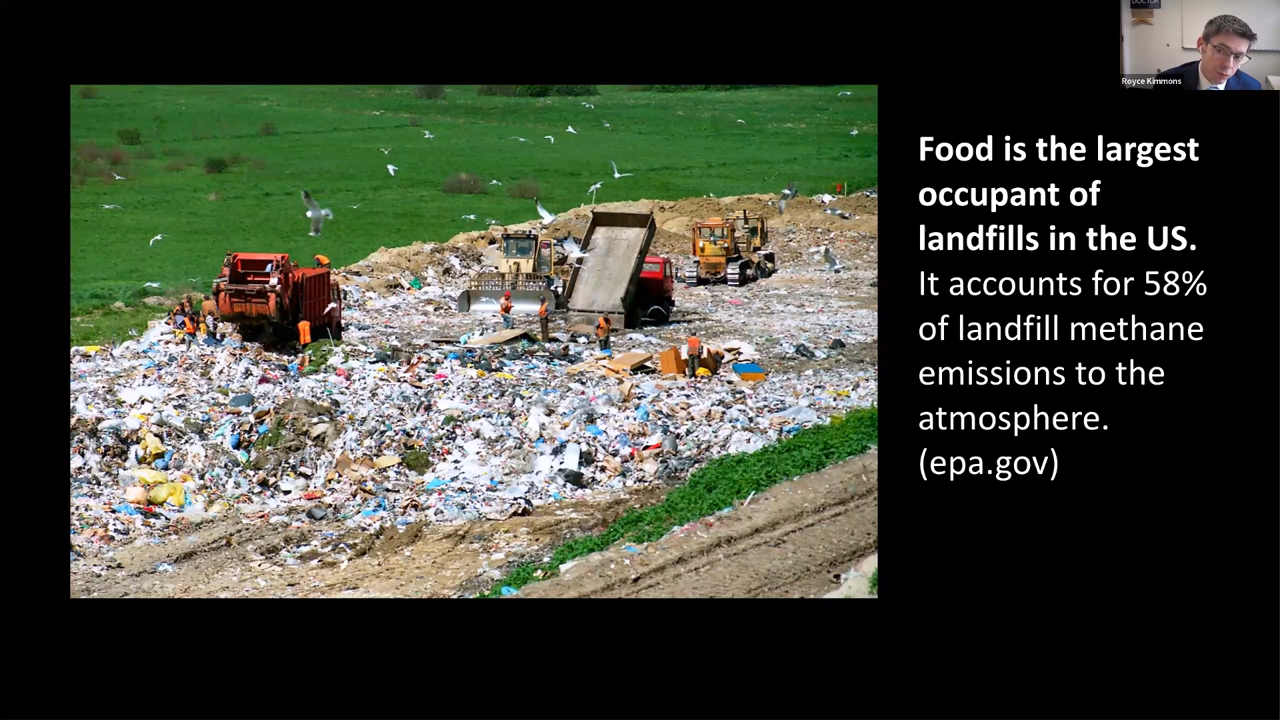 DOCTOR
Royce Kimmons
Food is the largest
occupant of
landfills in the US.
It accounts for 58%
of landfill methane
emissions to the
atmosphere.
(epa.gov)